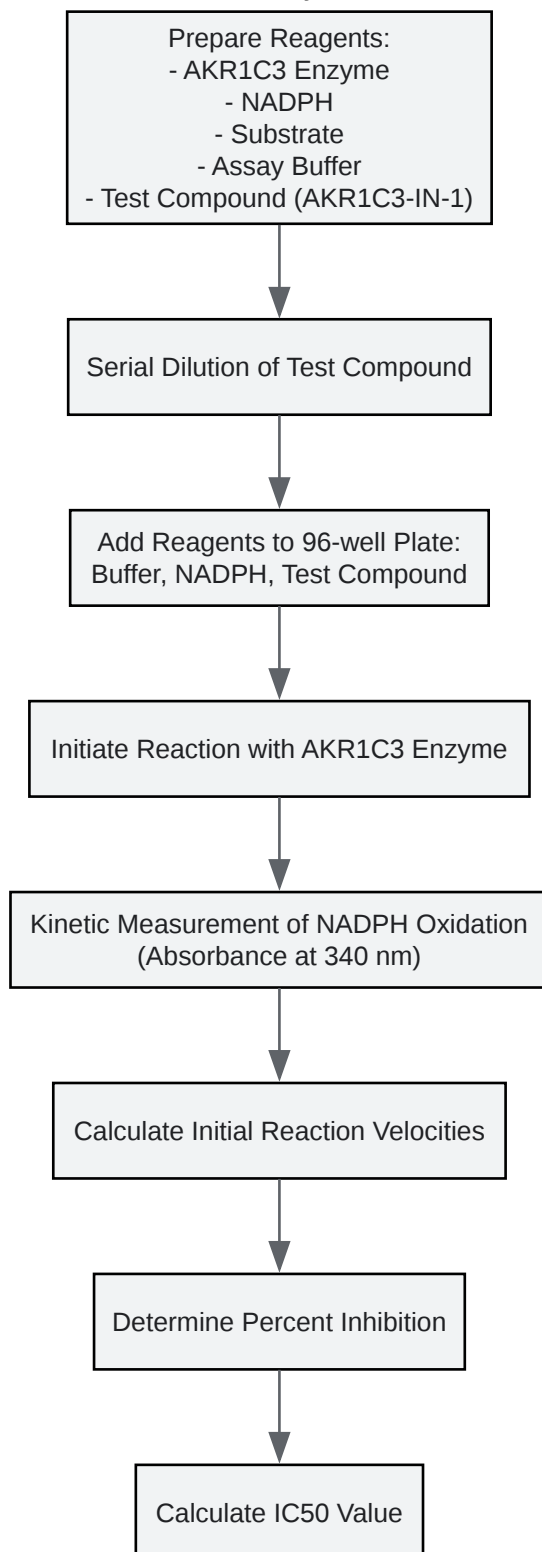 Prepare Reagents:
- AKR1C3 Enzyme
- NADPH
- Substrate
- Assay Buffer
- Test Compound (AKR1C3-IN-1)
Serial Dilution of Test Compound
Add Reagents to 96-well Plate:
Buffer, NADPH, Test Compound
Initiate Reaction with AKR1C3 Enzyme
Kinetic Measurement of NADPH Oxidation
(Absorbance at 340 nm)
Calculate Initial Reaction Velocities
Determine Percent Inhibition
Calculate IC50 Value